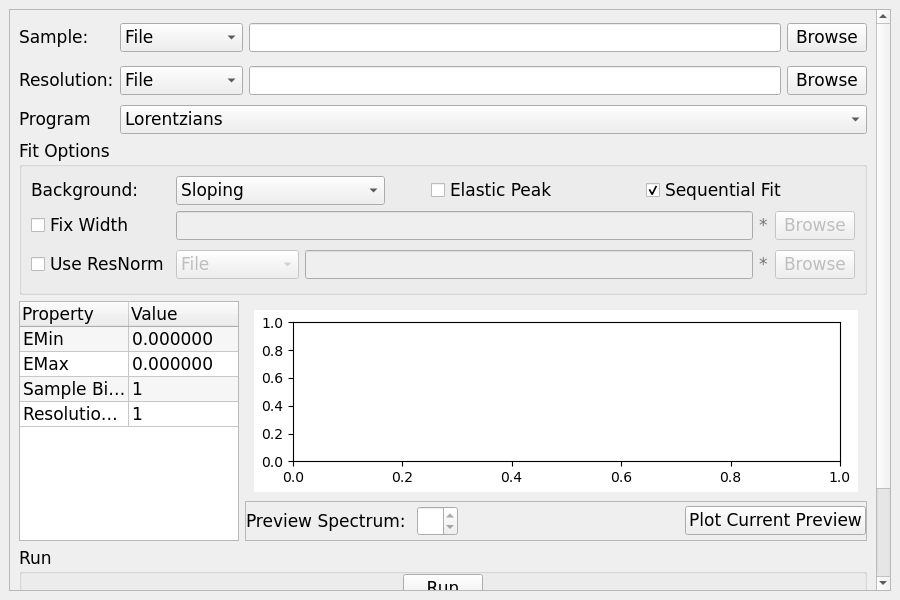 Sample: File Browse
Resolution: File Browse
Program Lorentzians
Fit Options
Background: Sloping Elastic Peak Sequential Fit
Fix Width * Browse
Use ResNorm File * Browse
Property Value
EMin 0.000000
EMax 0.000000
Sample Bi... 1
Resolutio... 1
1.0
0.8
0.6
0.4
0.2
0.0
0.0 0.2 0.4 0.6 0.8 1.0
Preview Spectrum: Plot Current Preview
Run
Run